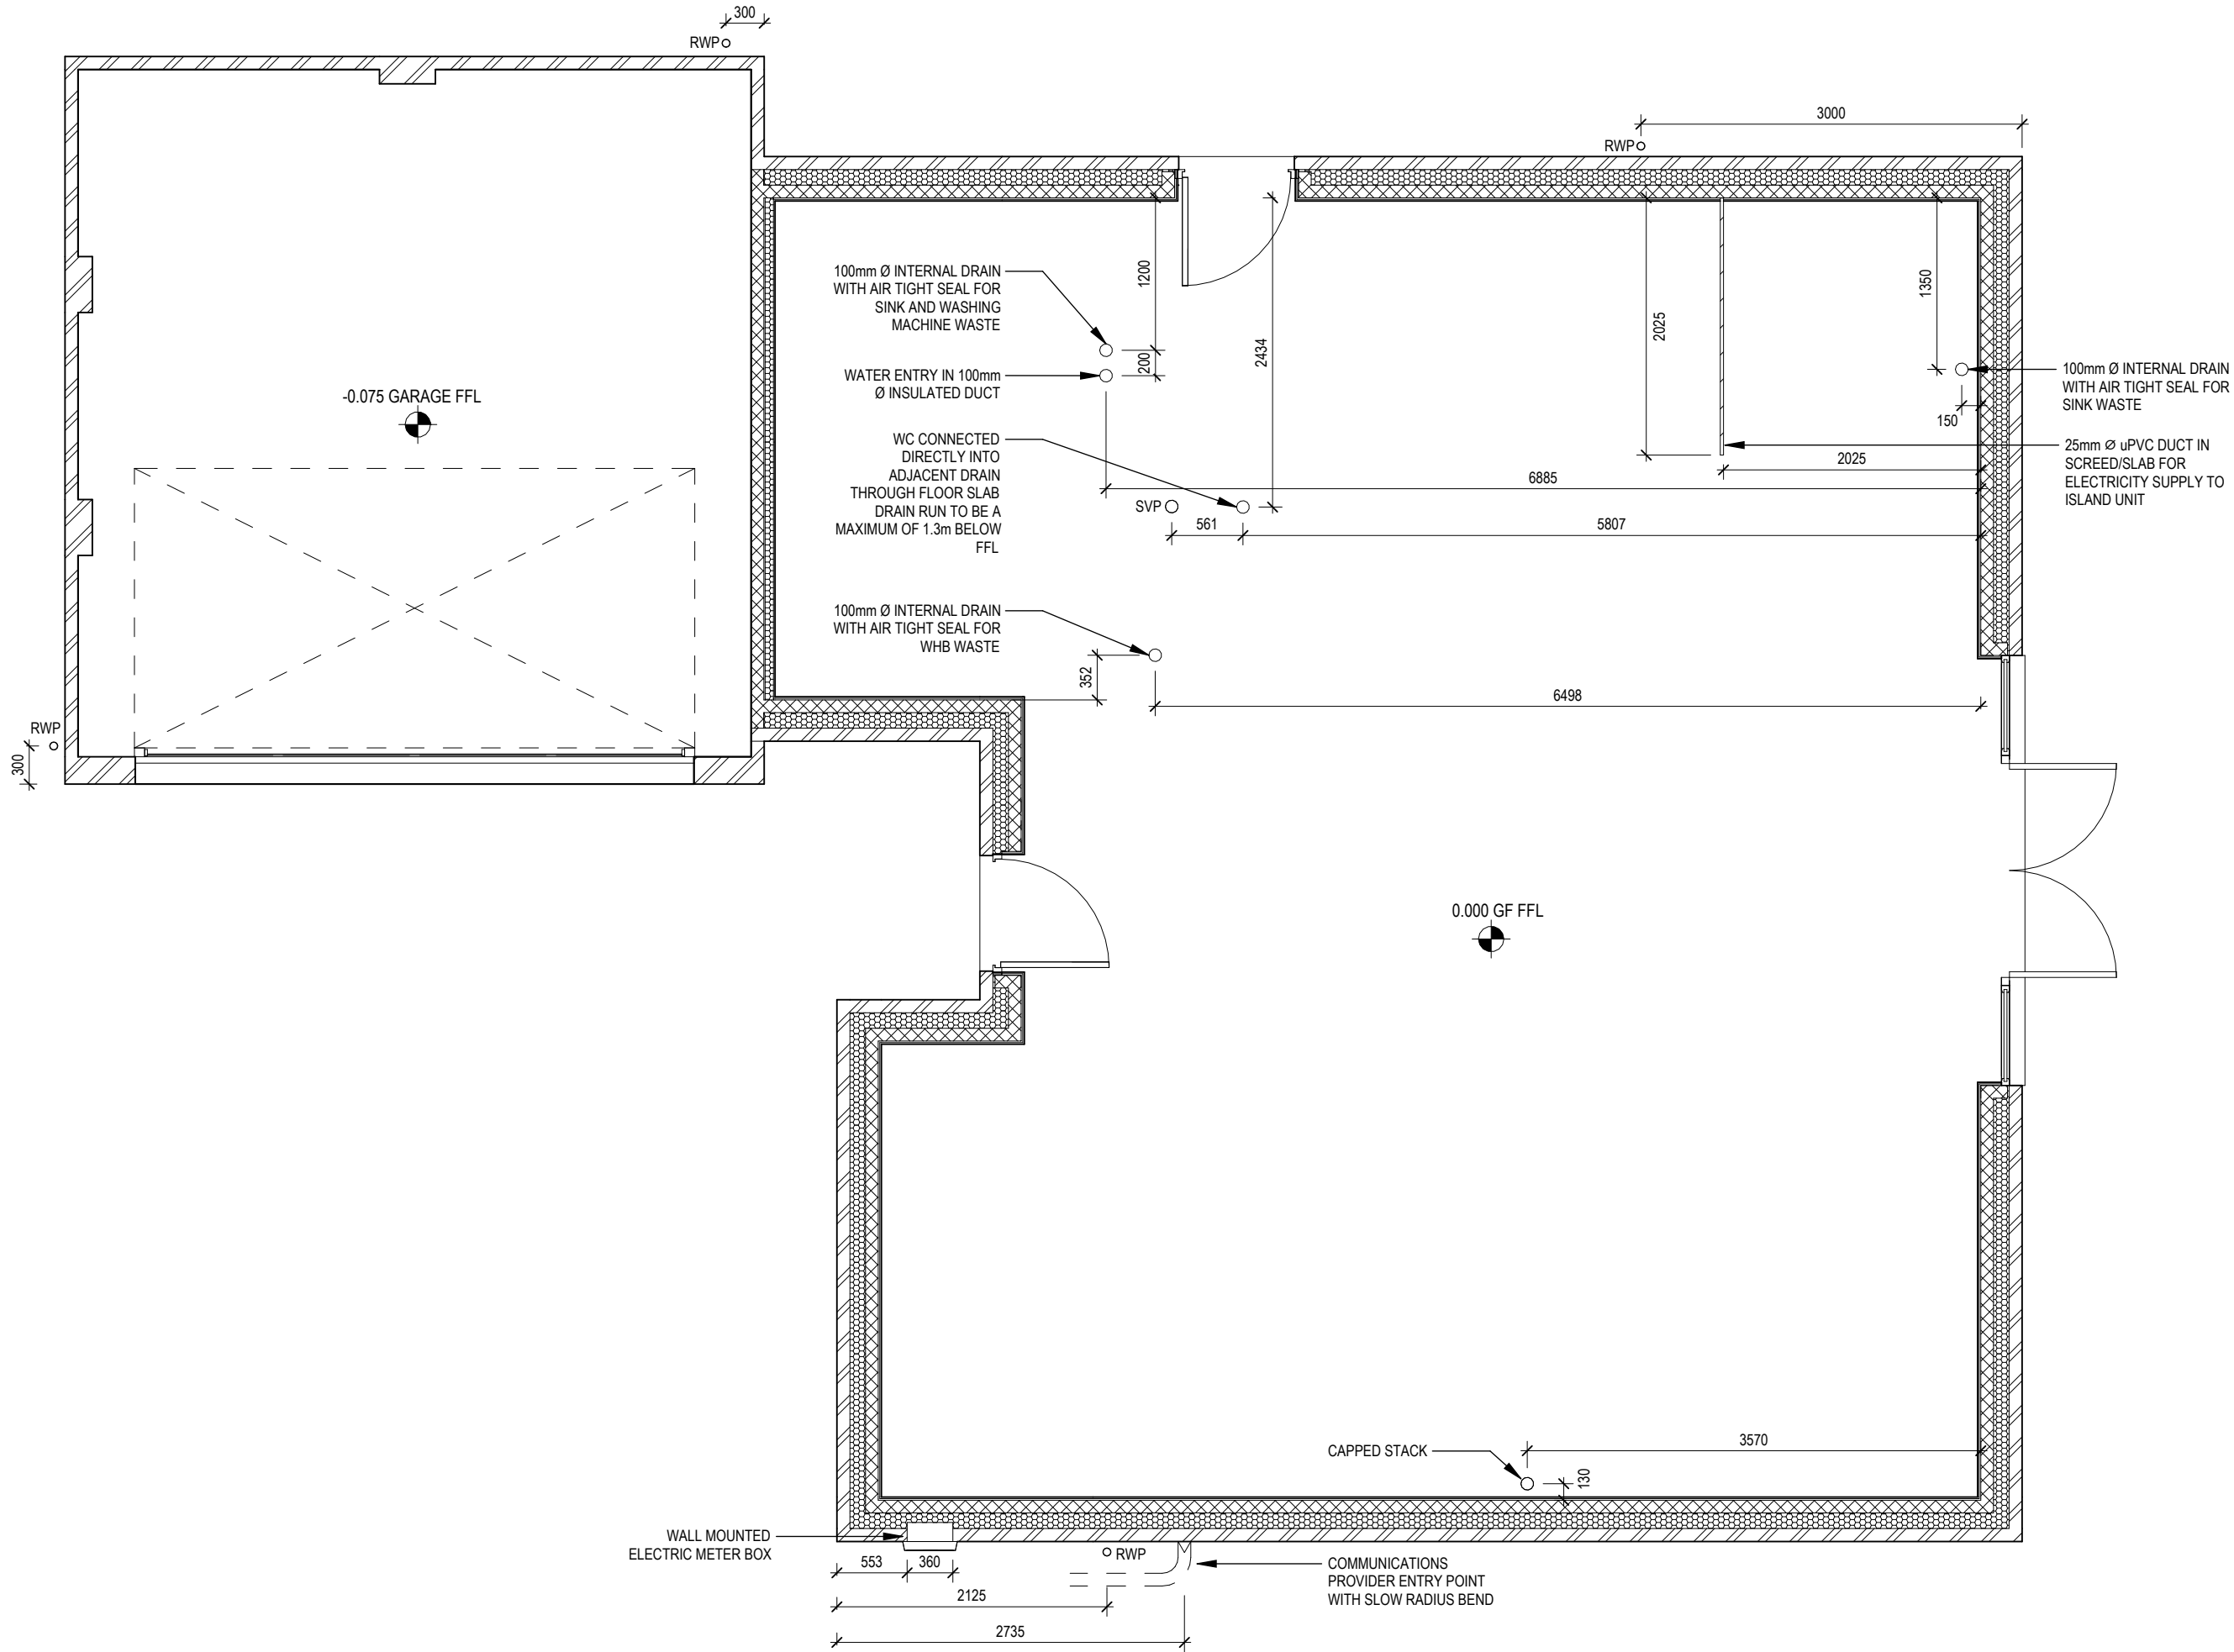 300
RWP
3000
RWP
100mm Ø INTERNAL DRAIN
WITH AIR TIGHT SEAL FOR
SINK AND WASHING
MACHINE WASTE
1200
2434
2025
1350
200
WATER ENTRY IN 100mm
Ø INSULATED DUCT
-0.075 GARAGE FFL
100mm Ø INTERNAL DRAIN
WITH AIR TIGHT SEAL FOR
SINK WASTE
150
WC CONNECTED
DIRECTLY INTO
ADJACENT DRAIN
THROUGH FLOOR SLAB
DRAIN RUN TO BE A
MAXIMUM OF 1.3m BELOW
FFL
25mm Ø uPVC DUCT IN
SCREED/SLAB FOR
ELECTRICITY SUPPLY TO
ISLAND UNIT
2025
6885
SVP
561
5807
100mm Ø INTERNAL DRAIN
WITH AIR TIGHT SEAL FOR
WHB WASTE
352
6498
RWP
300
0.000 GF FFL
CAPPED STACK
3570
130
WALL MOUNTED
ELECTRIC METER BOX
553
360
RWP
COMMUNICATIONS
PROVIDER ENTRY POINT
WITH SLOW RADIUS BEND
2125
2735